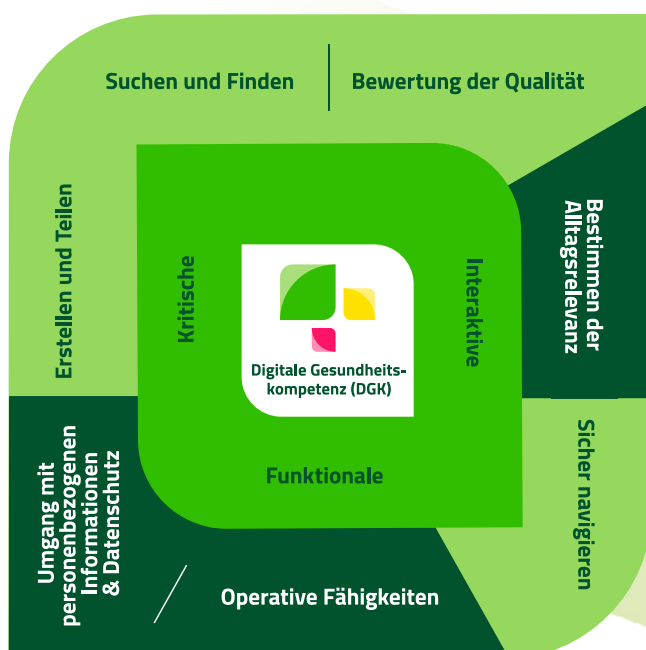 Suchen und Finden
Bewertung der Qualität
Bestimmen der
Alltagsrelevanz
Sicher navigieren
Operative Fähigkeiten
Umgang mit
personenbezogenen
Informationen
& Datenschutz
Erstellen und Teilen
Kritische
Interaktive
Funktionale
Digitale Gesundheits-
kompetenz (DGK)